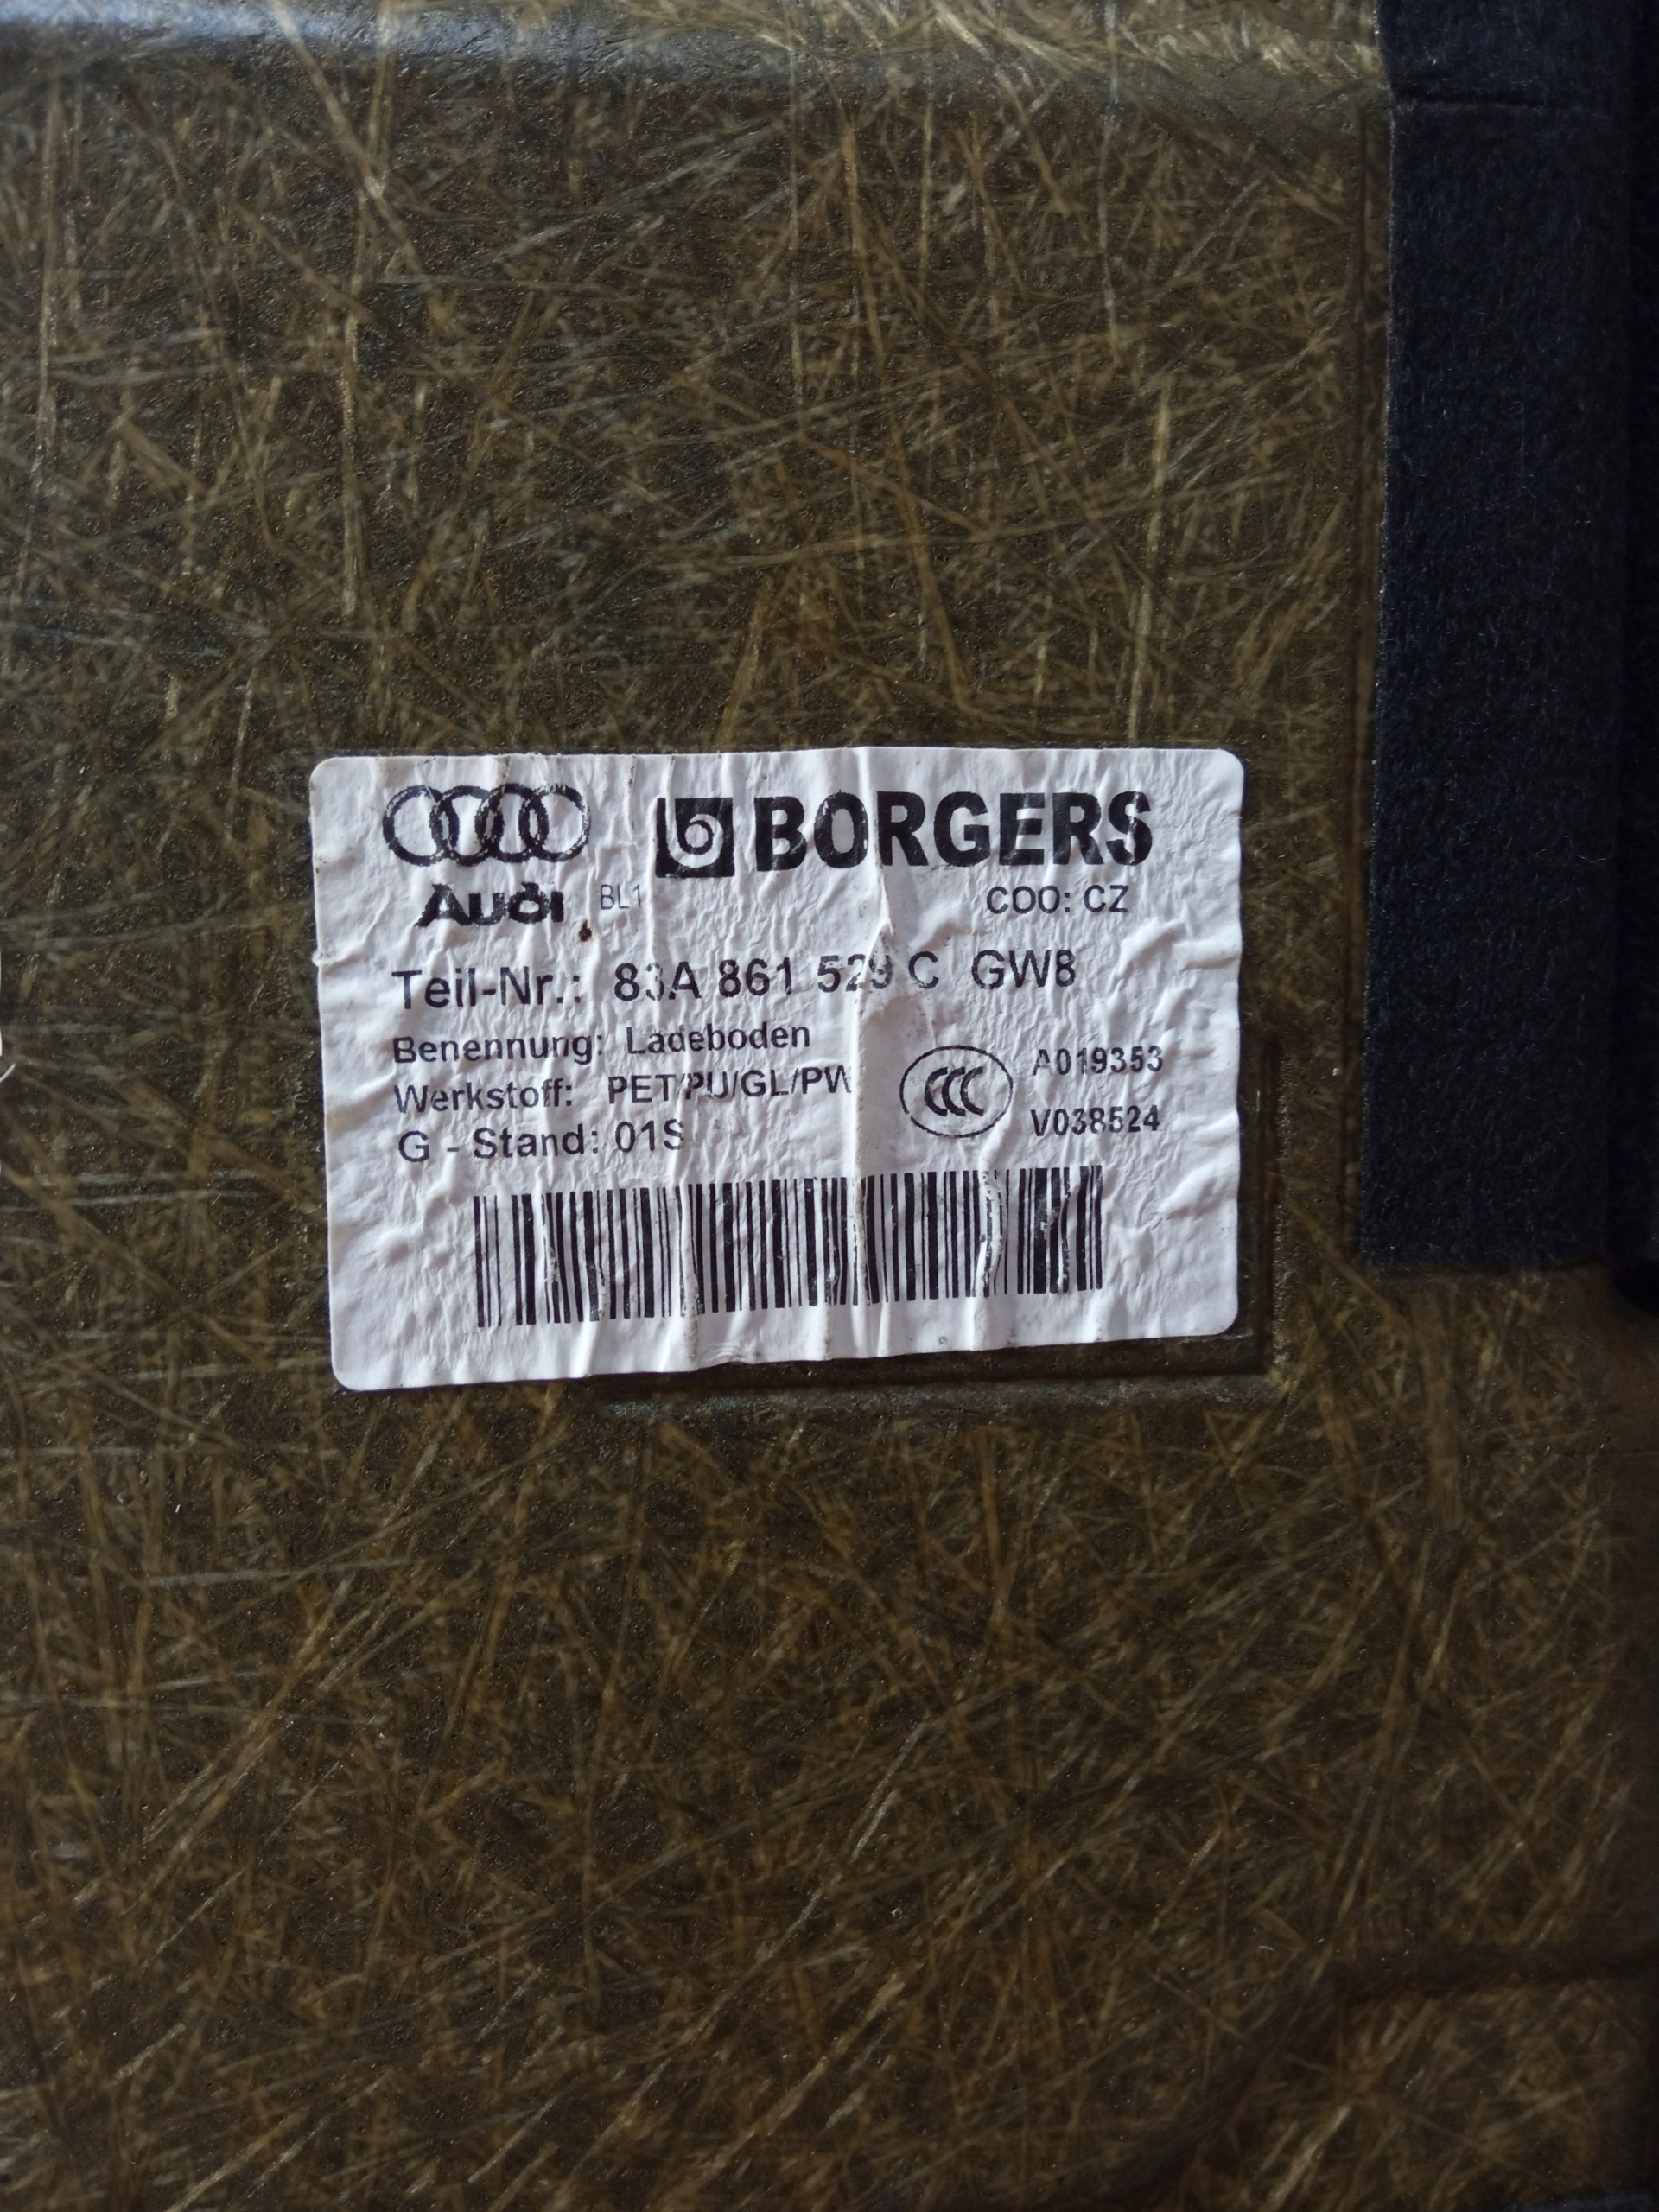 BORGERS
Audi BL1 COO: CZ
Teil-Nr.: 83A 861 529 C GW8
Benennung: Ladeboden
Werkstoff: PET/PU/GL/PW
CCC A019353
V038524
G - Stand: 01S